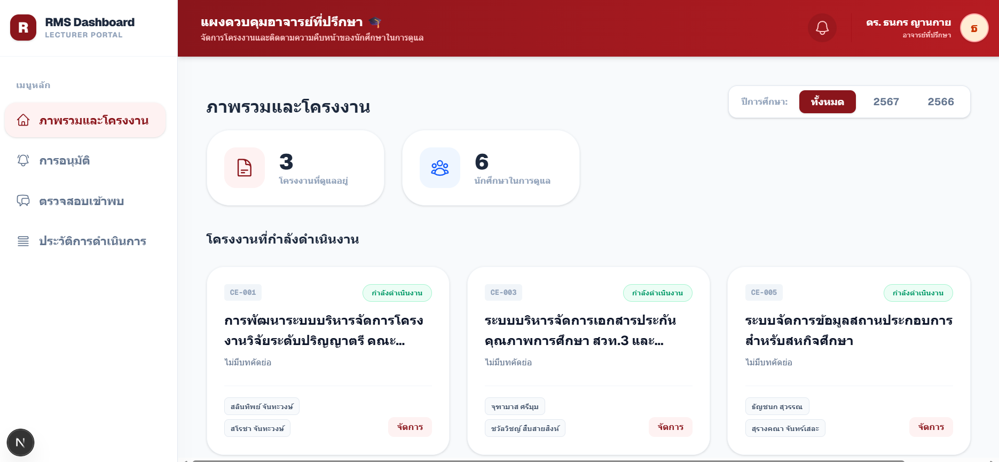 R
RMS Dashboard
LECTURER PORTAL
แผงควบคุมอาจารย์ที่ปรึกษา 🎓
จัดการโครงงานและติดตามความคืบหน้าของนักศึกษาในการดูแล
ดร. ธนกร ญานกาย
อาจารย์ที่ปรึกษา
ธ
เมนูหลัก
ภาพรวมและโครงงาน
การอนุมัติ
ตรวจสอบเข้าพบ
ประวัติการดำเนินการ
N
ภาพรวมและโครงงาน
ปีการศึกษา: ทั้งหมด 2567 2566
3
โครงงานที่ดูแลอยู่
6
นักศึกษาในการดูแล
โครงงานที่กำลังดำเนินงาน
CE-001 กำลังดำเนินงาน
การพัฒนาระบบบริหารจัดการโครง
งานวิจัยระดับปริญญาตรี คณะ...
ไม่มีบทคัดย่อ
สลินทิพย์ จันทะวงษ์
สโรชา จันทะวงษ์
จัดการ
CE-003 กำลังดำเนินงาน
ระบบบริหารจัดการเอกสารประกัน
คุณภาพการศึกษา สวท.3 และ...
ไม่มีบทคัดย่อ
จุฑามาส ศรีมุม
ชวัลวิชญ์ สืบสายสิงห์
จัดการ
CE-005 กำลังดำเนินงาน
ระบบจัดการข้อมูลสถานประกอบการ
สำหรับสหกิจศึกษา
ไม่มีบทคัดย่อ
ธัญชนก สุวรรณ
สุรางคณา จันทร์เสละ
จัดการ